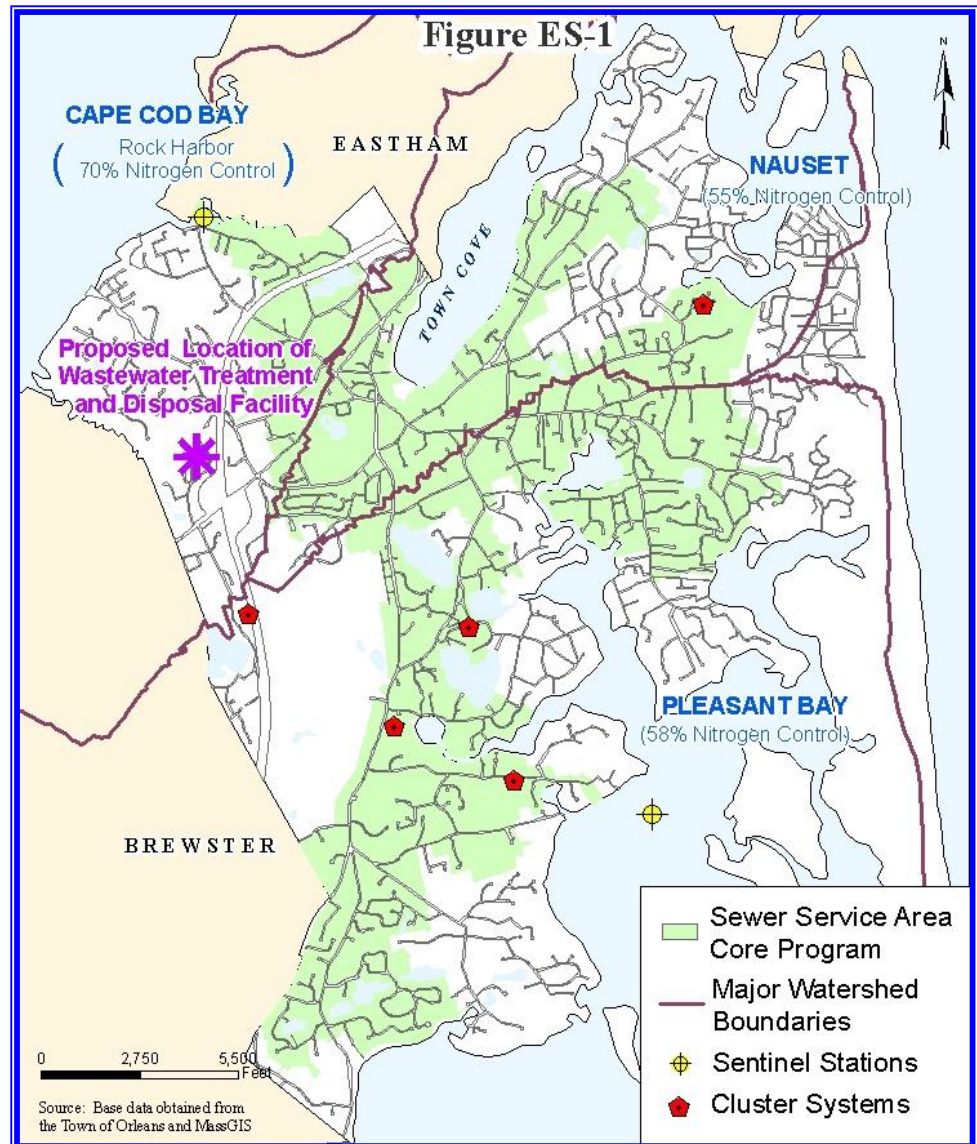 Figure ES-1
N
CAPE COD BAY
( Rock Harbor
70% Nitrogen Control )
EASTHAM
NAUSET
(55% Nitrogen Control)
TOWN COVE
Proposed Location of
Wastewater Treatment
and Disposal Facility
PLEASANT BAY
(58% Nitrogen Control)
BREWSTER
Sewer Service Area
Core Program
Major Watershed
Boundaries
Sentinel Stations
Cluster Systems
0 2,750 5,500
Feet
Source: Base data obtained from
the Town of Orleans and MassGIS